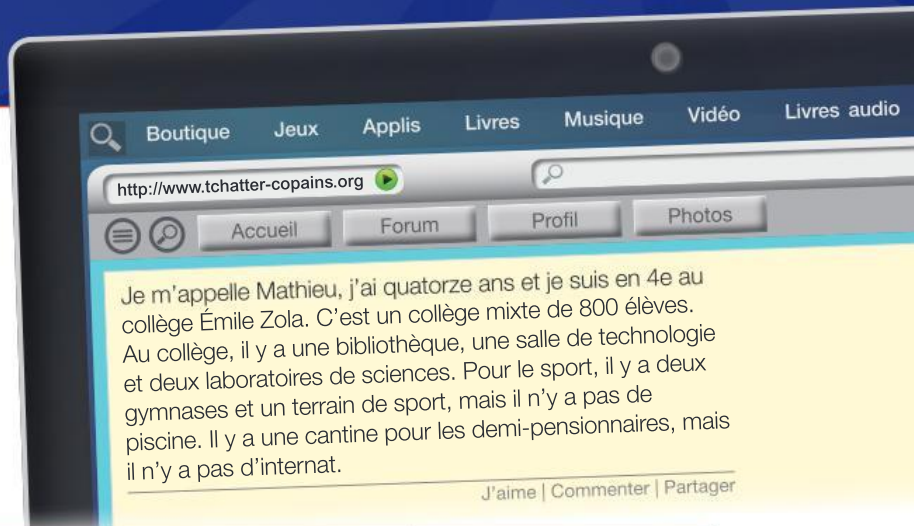 Boutique Jeux Applis Livres Musique Vidéo Livres audio
http://www.tchatter-copains.org
Accueil Forum Profil Photos
Je m'appelle Mathieu, j'ai quatorze ans et je suis en 4e au
collège Émile Zola. C'est un collège mixte de 800 élèves.
Au collège, il y a une bibliothèque, une salle de technologie
et deux laboratoires de sciences. Pour le sport, il y a deux
gymnases et un terrain de sport, mais il n'y a pas de
piscine. Il y a une cantine pour les demi-pensionnaires, mais
il n'y a pas d'internat.
J'aime | Commenter | Partager